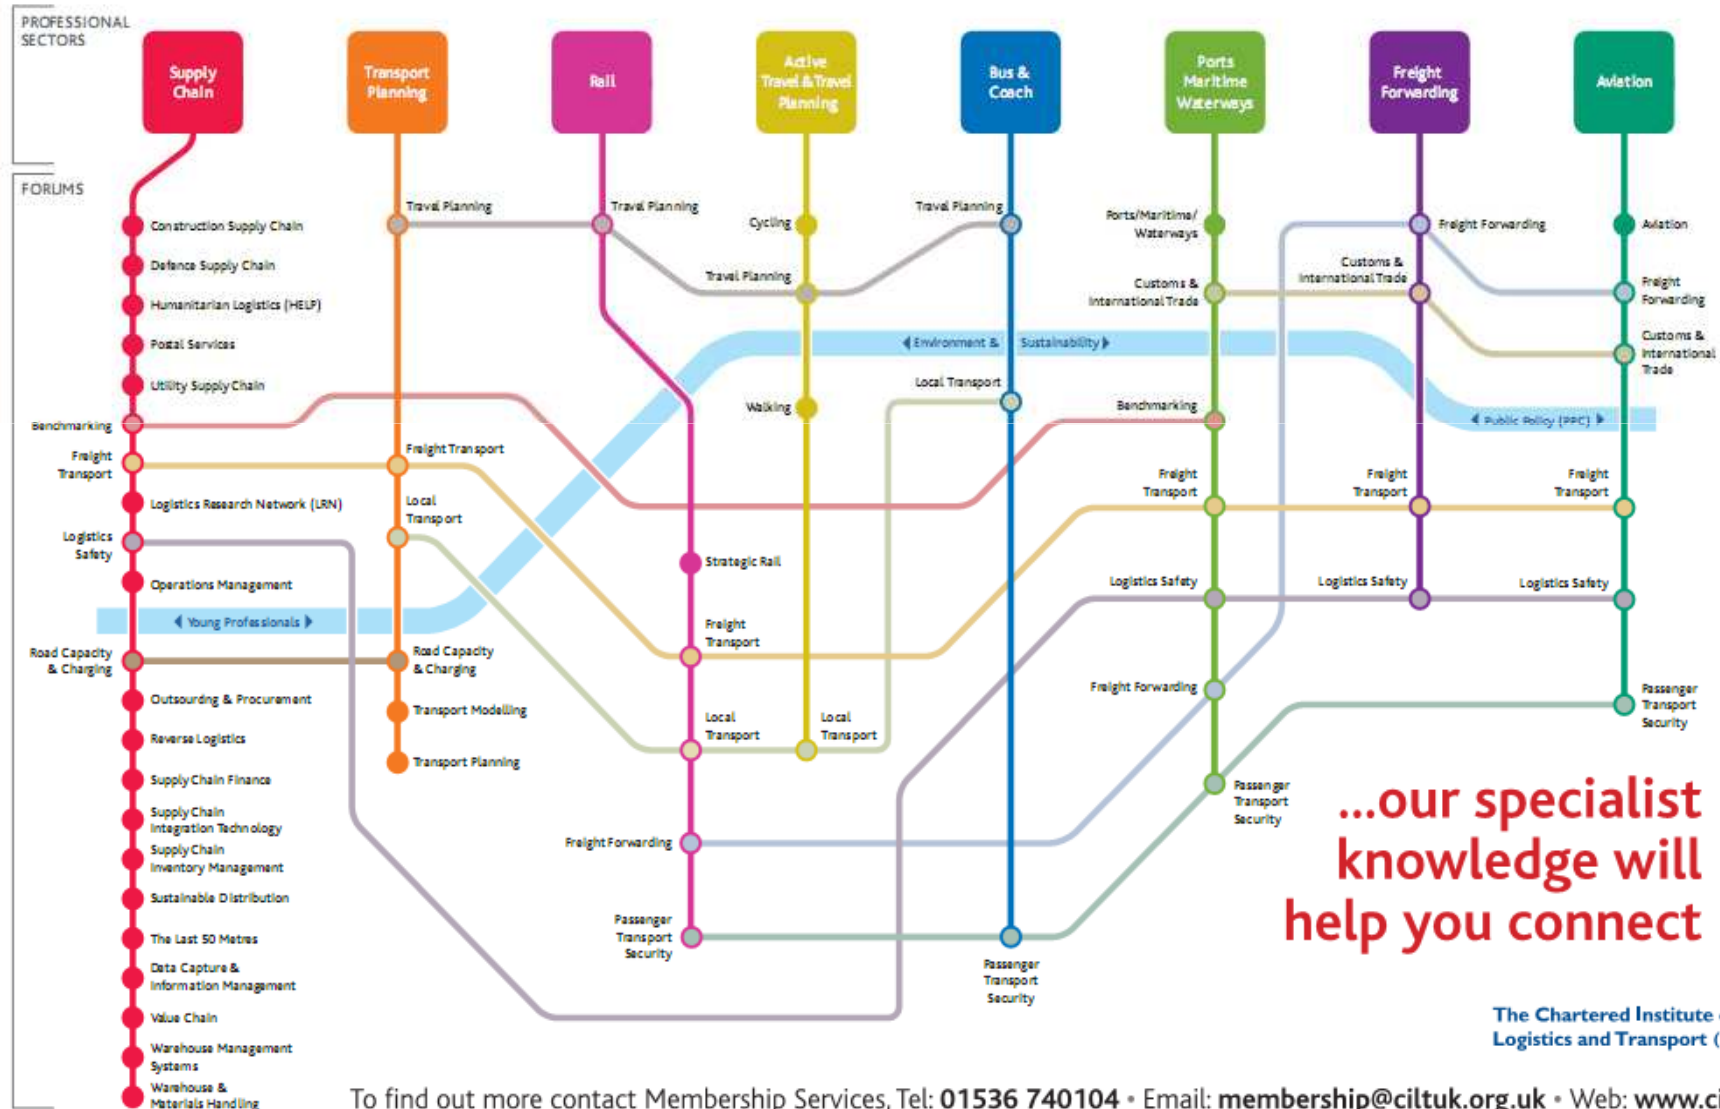 PROFESSIONAL
SECTORS
Supply
Chain
Transport
Planning
Rail
Active
Travel & Travel
Planning
Bus &
Coach
Ports
Maritime
Waterways
Freight
Forwarding
Aviation
FORUMS
Construction Supply Chain
Defence Supply Chain
Humanitarian Logistics (HELP)
Postal Services
Utility Supply Chain
Benchmarking
Freight
Transport
Logistics Research Network (LRN)
Logistics
Safety
Operations Management
Young Professionals
Road Capacity
& Charging
Outsourcing & Procurement
Reverse Logistics
Supply Chain Finance
Supply Chain
Integration Technology
Supply Chain
Inventory Management
Sustainable Distribution
The Last 50 Metres
Data Capture &
Information Management
Value Chain
Warehouse Management
Systems
Warehouse &
Materials Handling
Travel Planning
Freight Transport
Local
Transport
Road Capacity
& Charging
Transport Modelling
Transport Planning
Travel Planning
Strategic Rail
Freight
Transport
Local
Transport
Freight Forwarding
Passenger
Transport
Security
Cycling
Travel Planning
Walking
Local
Transport
Travel Planning
Environment & Sustainability
Local Transport
Passenger
Transport
Security
Ports/Maritime/
Waterways
Customs &
International Trade
Benchmarking
Freight
Transport
Logistics Safety
Freight Forwarding
Passenger
Transport
Security
Freight Forwarding
Customs &
International Trade
Freight
Transport
Logistics Safety
Aviation
Freight
Forwarding
Customs &
International
Trade
Public Policy (PPC)
Freight
Transport
Logistics Safety
Passenger
Transport
Security
...our specialist
knowledge will
help you connect
The Chartered Institute
Logistics and Transport (
To find out more contact Membership Services, Tel: 01536 740104 • Email: membership@ciltuk.org.uk • Web: www.ci